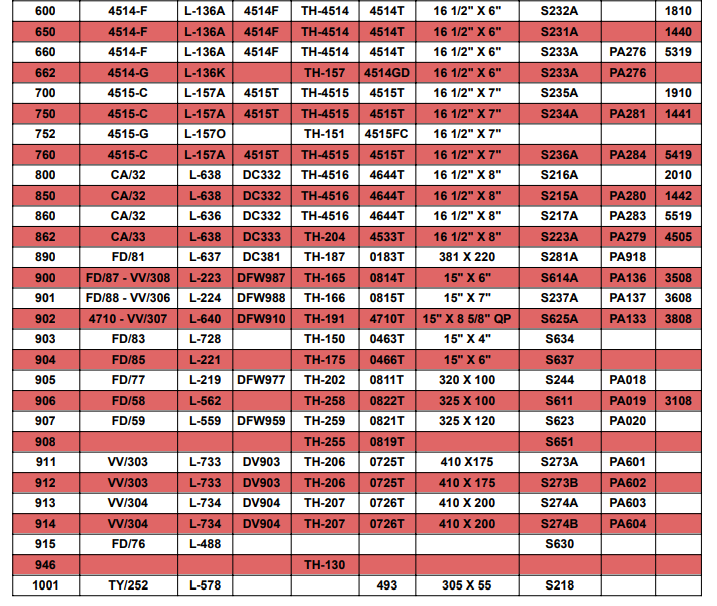 600 4514-F L-136A 4514F TH-4514 4514T 16 1/2" X 6" S232A 1810
650 4514-F L-136A 4514F TH-4514 4514T 16 1/2" X 6" S231A 1440
660 4514-F L-136A 4514F TH-4514 4514T 16 1/2" X 6" S233A PA276 5319
662 4514-G L-136K TH-157 4514GD 16 1/2" X 6" S233A PA276
700 4515-C L-157A 4515T TH-4515 4515T 16 1/2" X 7" S235A 1910
750 4515-C L-157A 4515T TH-4515 4515T 16 1/2" X 7" S234A PA281 1441
752 4515-G L-157O TH-151 4515FC 16 1/2" X 7"
760 4515-C L-157A 4515T TH-4515 4515T 16 1/2" X 7" S236A PA284 5419
800 CA/32 L-638 DC332 TH-4516 4644T 16 1/2" X 8" S216A 2010
850 CA/32 L-638 DC332 TH-4516 4644T 16 1/2" X 8" S215A PA280 1442
860 CA/32 L-636 DC332 TH-4516 4644T 16 1/2" X 8" S217A PA283 5519
862 CA/33 L-638 DC333 TH-204 4533T 16 1/2" X 8" S223A PA279 4505
890 FD/81 L-637 DC381 TH-187 0183T 381 X 220 S281A PA918
900 FD/87 - VV/308 L-223 DFW987 TH-165 0814T 15" X 6" S614A PA136 3508
901 FD/88 - VV/306 L-224 DFW988 TH-166 0815T 15" X 7" S237A PA137 3608
902 4710 - VV/307 L-640 DFW910 TH-191 4710T 15" X 8 5/8" QP S625A PA133 3808
903 FD/83 L-728 TH-150 0463T 15" X 4" S634
904 FD/85 L-221 TH-175 0466T 15" X 6" S637
905 FD/77 L-219 DFW977 TH-202 0811T 320 X 100 S244 PA018
906 FD/58 L-562 TH-258 0822T 325 X 100 S611 PA019 3108
907 FD/59 L-559 DFW959 TH-259 0821T 325 X 120 S623 PA020
908 TH-255 0819T S651
911 VV/303 L-733 DV903 TH-206 0725T 410 X175 S273A PA601
912 VV/303 L-733 DV903 TH-206 0725T 410 X 175 S273B PA602
913 VV/304 L-734 DV904 TH-207 0726T 410 X 200 S274A PA603
914 VV/304 L-734 DV904 TH-207 0726T 410 X 200 S274B PA604
915 FD/76 L-488 S630
946 TH-130
1001 TY/252 L-578 493 305 X 55 S218